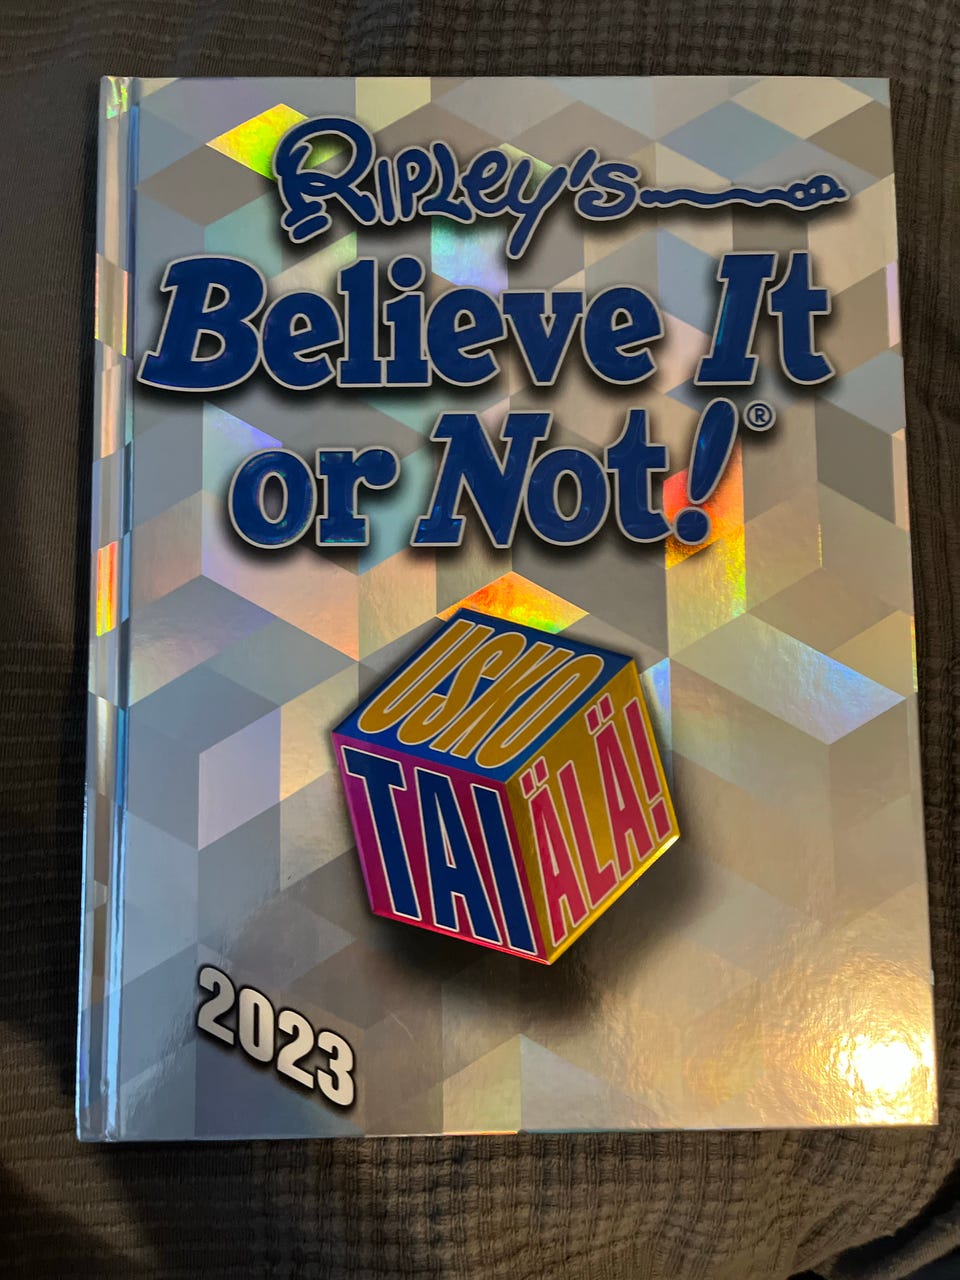 Ripley's
Believe It
or Not!®
USKO
TAI
ÄLÄ!
2023